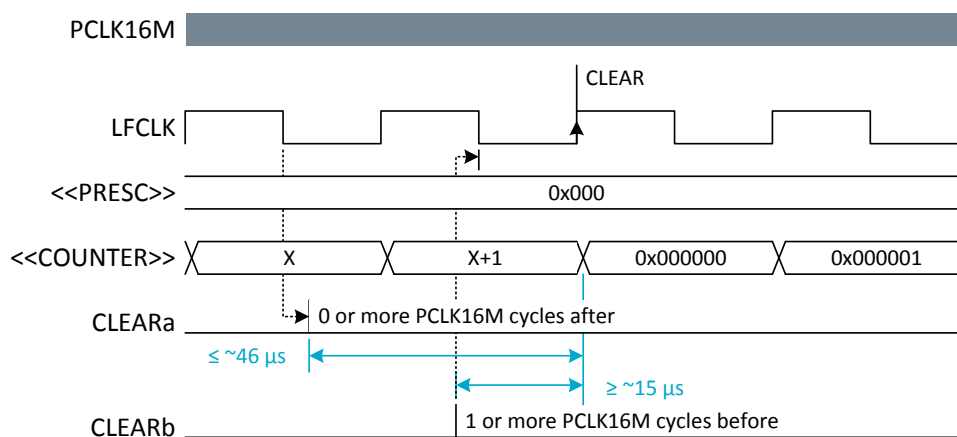 PCLK16M
CLEAR
LFCLK
<<PRESC>>
0x000
<<COUNTER>>
X
X+1
0x000000
0x000001
CLEARa
0 or more PCLK16M cycles after
≤ ~46 µs
≥ ~15 µs
CLEARb
1 or more PCLK16M cycles before